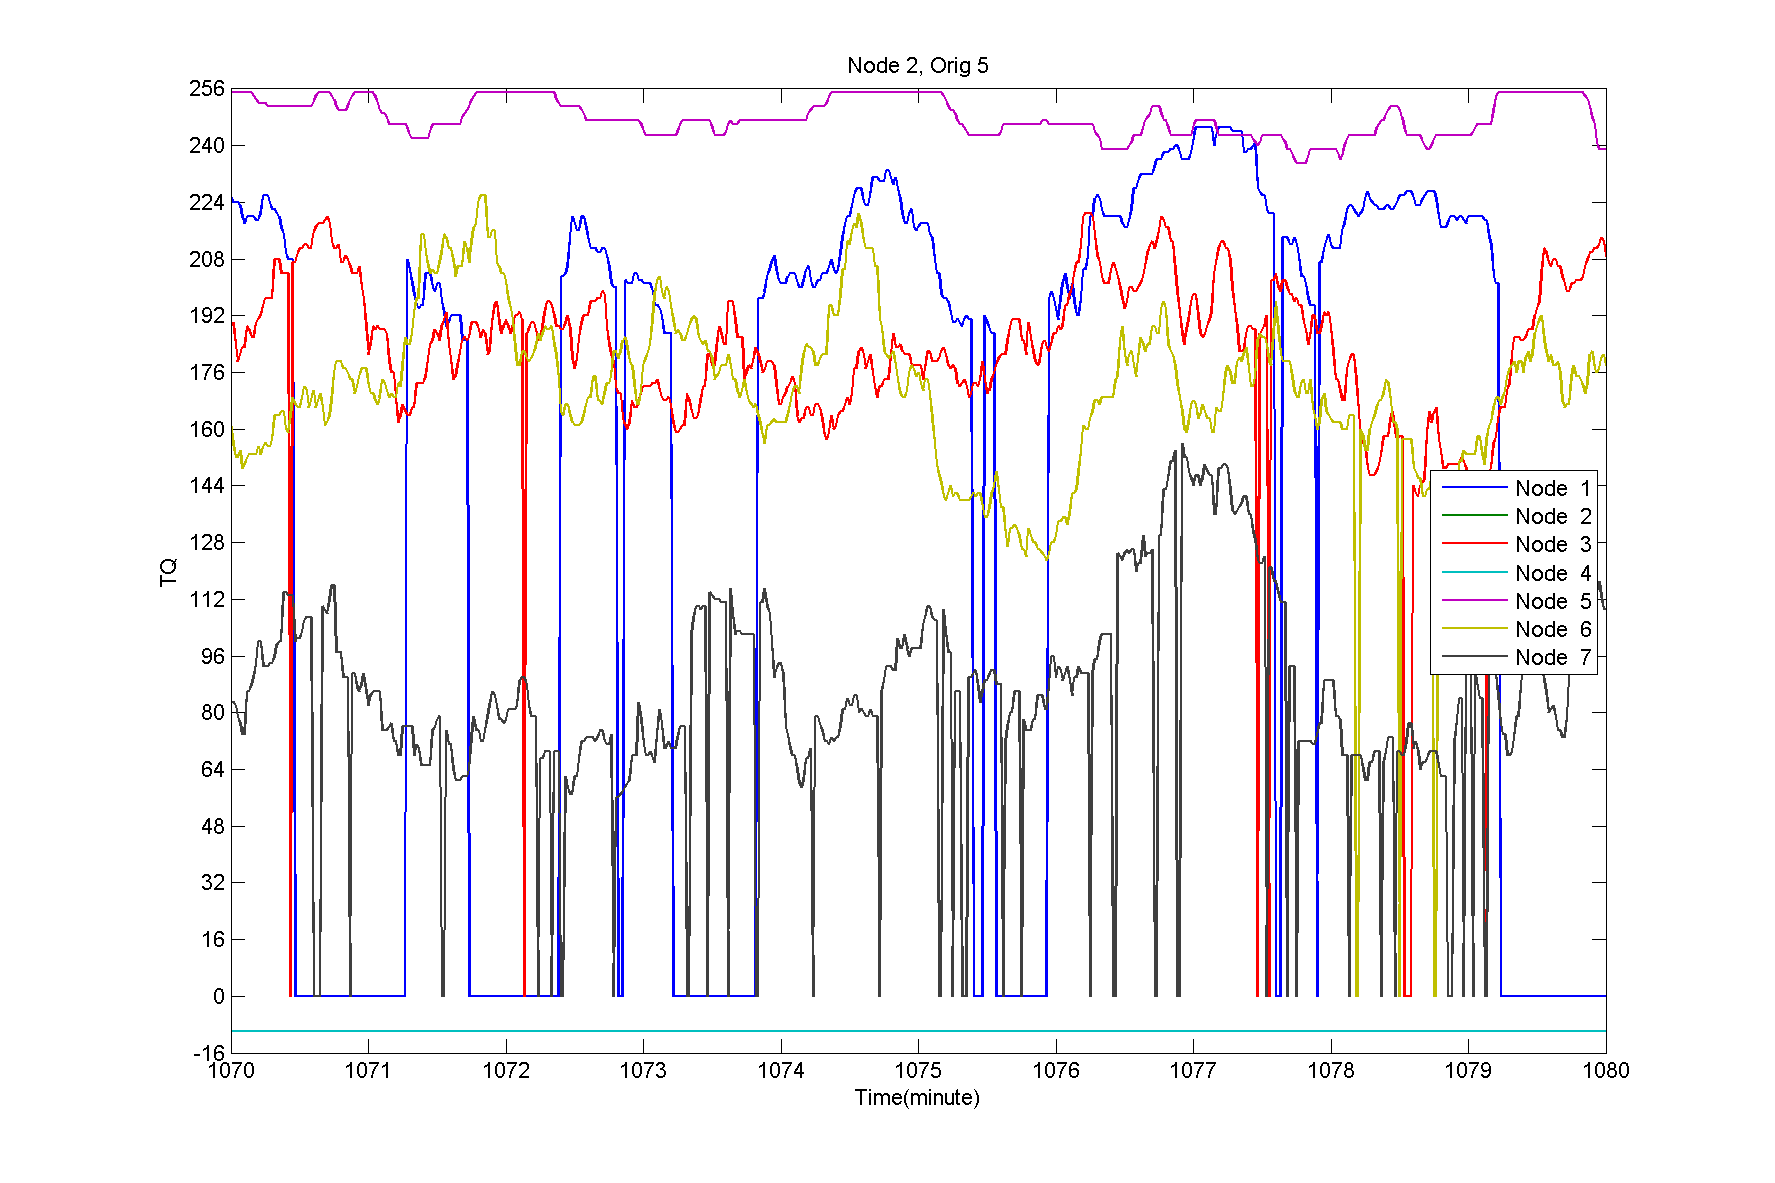 Node 2, Orig 5
256
240
224
208
192
176
160
144
128
112
96
80
64
48
32
16
0
-16
TQ
Node 1
Node 2
Node 3
Node 4
Node 5
Node 6
Node 7
1070 1071 1072 1073 1074 1075 1076 1077 1078 1079 1080
Time(minute)